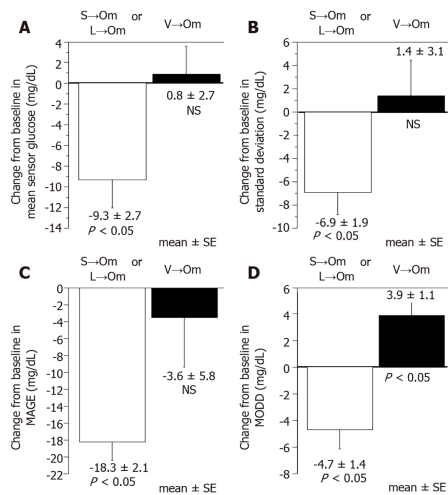 A
S→Om or
L→Om
V→Om
Change from baseline in
mean sensor glucose (mg/dL)
4
2
0
-2
-4
-6
-8
-10
-12
-14
0.8 ± 2.7
NS
-9.3 ± 2.7
P < 0.05
mean ± SE
B
S→Om or
L→Om
V→Om
Change from baseline in
standard deviation (mg/dL)
6
4
2
0
-2
-4
-6
-8
-10
1.4 ± 3.1
NS
-6.9 ± 1.9
P < 0.05
mean ± SE
C
S→Om or
L→Om
V→Om
Change from baseline in
MAGE (mg/dL)
0
-2
-4
-6
-8
-10
-12
-14
-16
-18
-20
-22
-3.6 ± 5.8
NS
-18.3 ± 2.1
P < 0.05
mean ± SE
D
S→Om or
L→Om
V→Om
Change from baseline in
MODD (mg/dL)
6
4
2
0
-2
-4
-6
-8
3.9 ± 1.1
P < 0.05
-4.7 ± 1.4
P < 0.05
mean ± SE